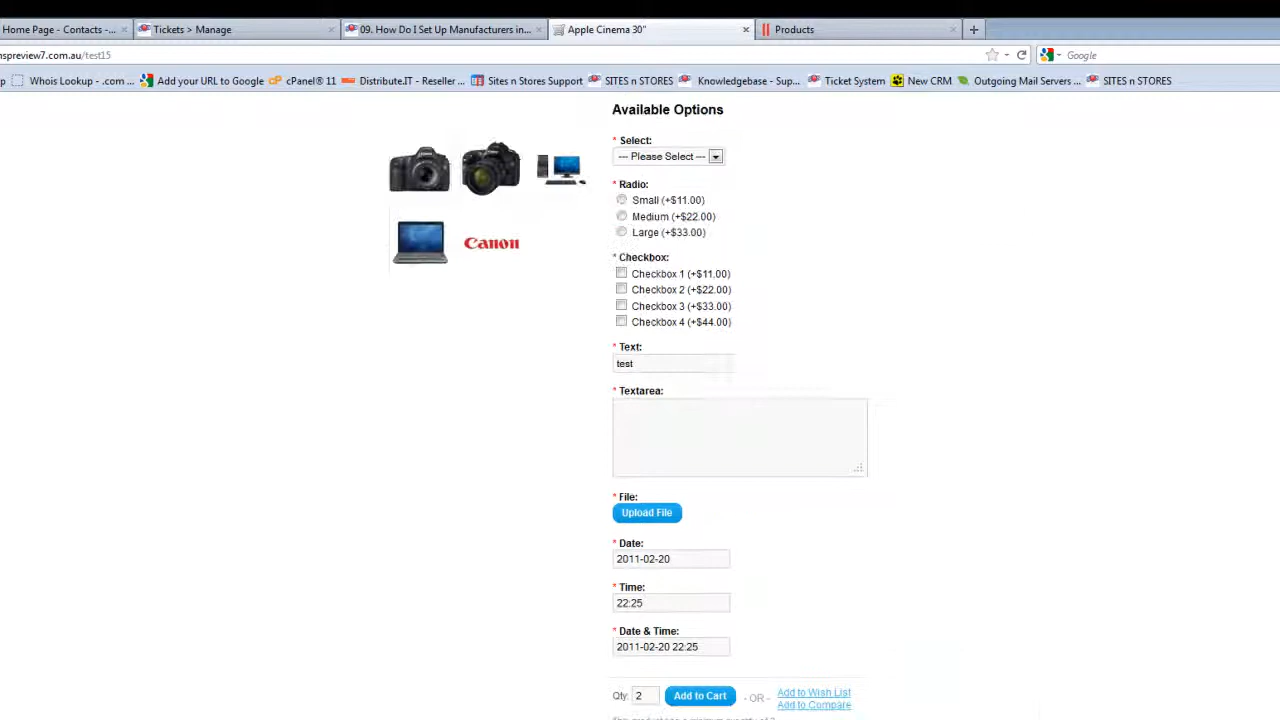 Home Page - Contacts -...
Tickets > Manage
09. How Do I Set Up Manufacturers in...
Apple Cinema 30"
Products
nspreview7.com.au/test15
Google
p
Whois Lookup - .com ...
Add your URL to Google
cPanel® 11
Distribute.IT - Reseller ...
Sites n Stores Support
SITES n STORES
Knowledgebase - Sup...
Ticket System
New CRM
Outgoing Mail Servers ...
SITES n STORES
Available Options
* Select:
--- Please Select ---
* Radio:
Small (+$11.00)
Medium (+$22.00)
Large (+$33.00)
Canon
* Checkbox:
Checkbox 1 (+$11.00)
Checkbox 2 (+$22.00)
Checkbox 3 (+$33.00)
Checkbox 4 (+$44.00)
* Text:
test
* Textarea:
* File:
Upload File
* Date:
2011-02-20
* Time:
22:25
* Date & Time:
2011-02-20 22:25
Qty: 2 Add to Cart - OR - Add to Wish List
Add to Compare